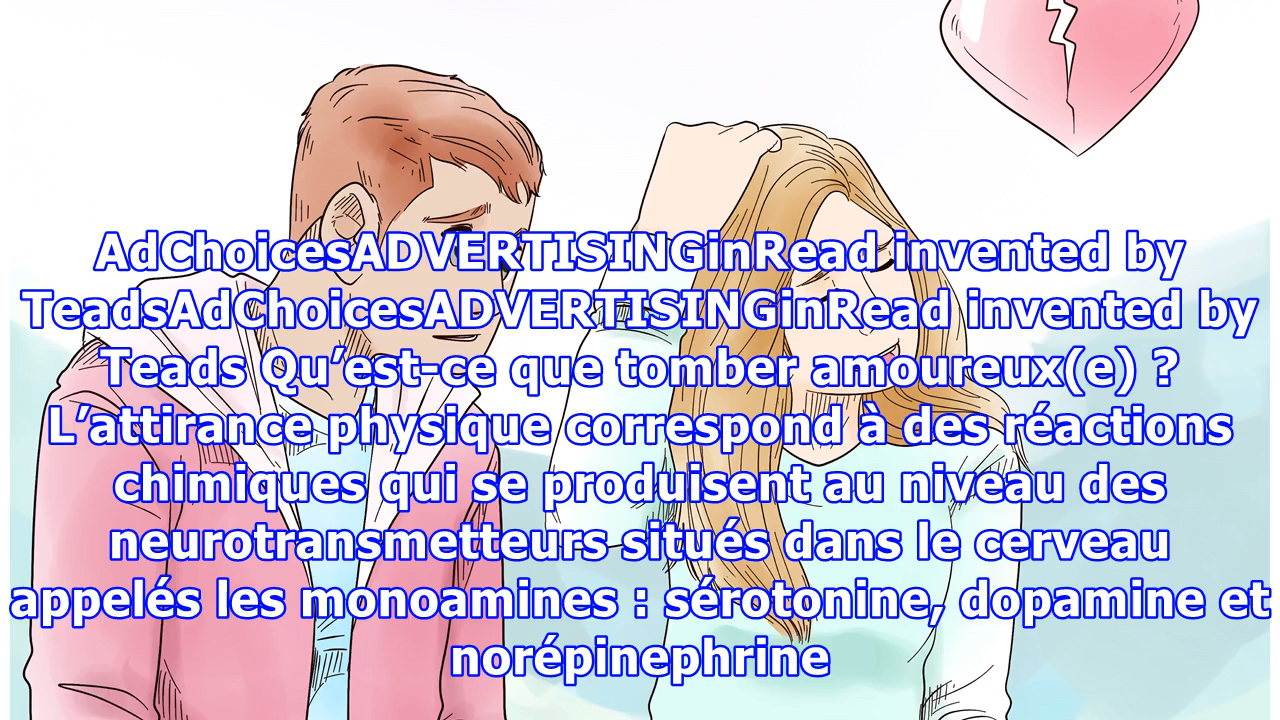 AdChoicesADVERTISINGinRead invented by
TeadsAdChoicesADVERTISINGinRead invented by
Teads Qu’est-ce que tomber amoureux(e) ?
L’attirance physique correspond à des réactions
chimiques qui se produisent au niveau des
neurotransmetteurs situés dans le cerveau
appelés les monoamines : sérotonine, dopamine et
norépinephrine